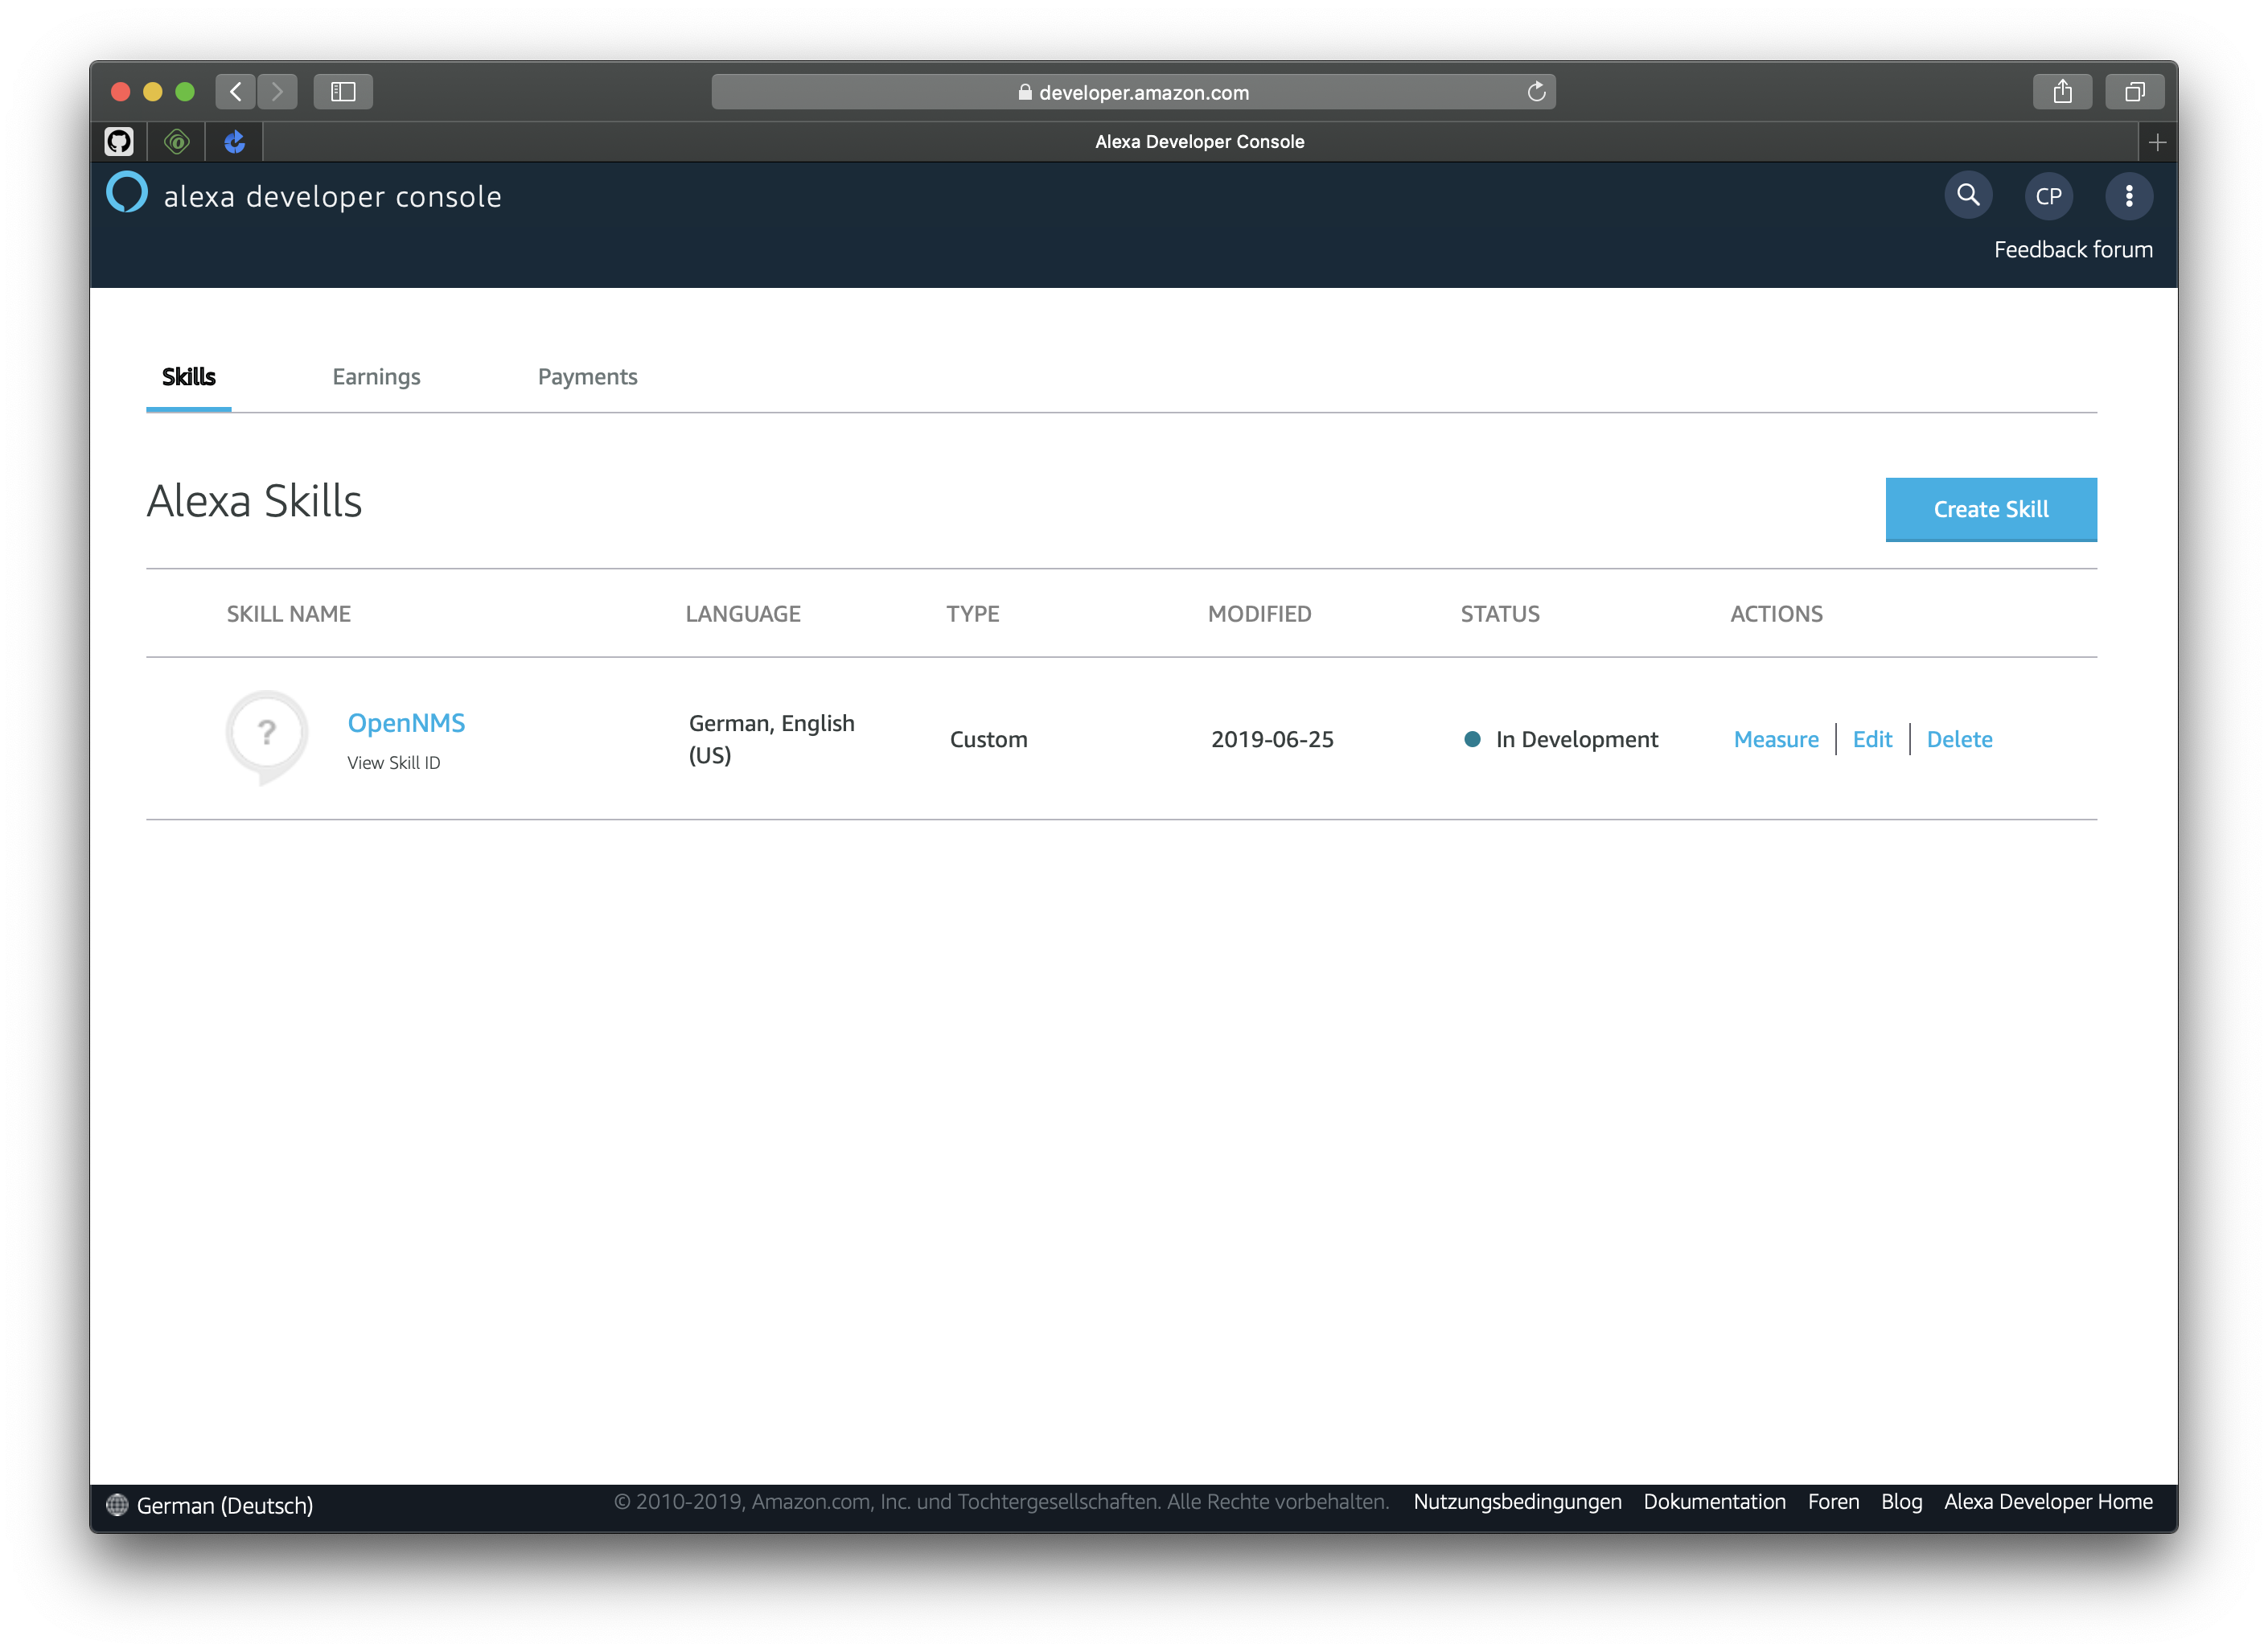 developer.amazon.com
Alexa Developer Console
alexa developer console
CP
Feedback forum
Skills
Earnings
Payments
Alexa Skills
Create Skill
SKILL NAME
LANGUAGE
TYPE
MODIFIED
STATUS
ACTIONS
?
OpenNMS
View Skill ID
German, English
(US)
Custom
2019-06-25
In Development
Measure
Edit
Delete
German (Deutsch)
© 2010-2019, Amazon.com, Inc. und Tochtergesellschaften. Alle Rechte vorbehalten.
Nutzungsbedingungen
Dokumentation
Foren
Blog
Alexa Developer Home